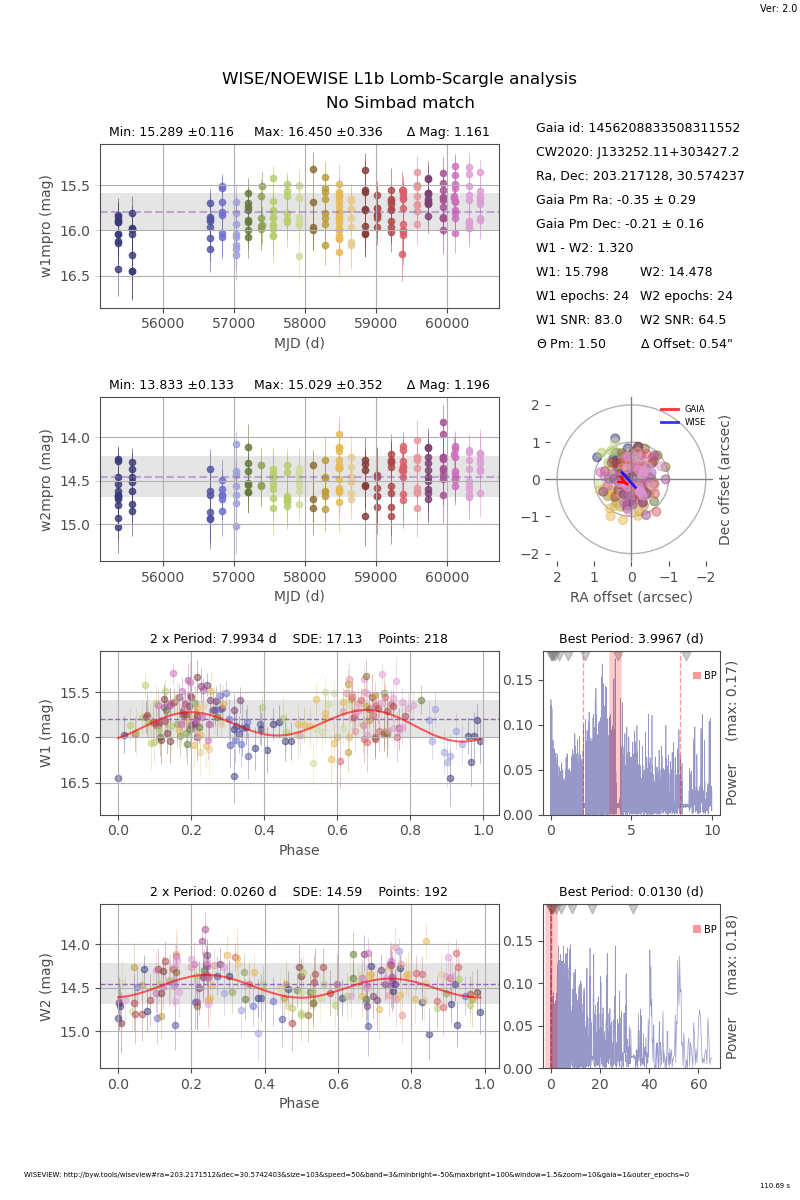 Ver: 2.0
WISE/NOEWISE L1b Lomb-Scargle analysis
No Simbad match
Min: 15.289 ±0.116 Max: 16.450 ±0.336 Δ Mag: 1.161
w1mpro (mag)
15.5
16.0
16.5
56000 57000 58000 59000 60000
MJD (d)
Gaia id: 1456208833508311552
CW2020: J133252.11+303427.2
Ra, Dec: 203.217128, 30.574237
Gaia Pm Ra: -0.35 ± 0.29
Gaia Pm Dec: -0.21 ± 0.16
W1 - W2: 1.320
W1: 15.798 W2: 14.478
W1 epochs: 24 W2 epochs: 24
W1 SNR: 83.0 W2 SNR: 64.5
Θ Pm: 1.50 Δ Offset: 0.54"
Min: 13.833 ±0.133 Max: 15.029 ±0.352 Δ Mag: 1.196
w2mpro (mag)
14.0
14.5
15.0
56000 57000 58000 59000 60000
MJD (d)
GAIA
WISE
2
1
0
−1
−2
2 1 0 −1 −2
RA offset (arcsec)
Dec offset (arcsec)
2 x Period: 7.9934 d SDE: 17.13 Points: 218
W1 (mag)
15.5
16.0
16.5
0.0 0.2 0.4 0.6 0.8 1.0
Phase
Best Period: 3.9967 (d)
BP
0.15
0.10
0.05
0.00
0 5 10
Power (max: 0.17)
2 x Period: 0.0260 d SDE: 14.59 Points: 192
W2 (mag)
14.0
14.5
15.0
0.0 0.2 0.4 0.6 0.8 1.0
Phase
Best Period: 0.0130 (d)
BP
0.15
0.10
0.05
0.00
0 20 40 60
Power (max: 0.18)
WISEVIEW: http://byw.tools/wiseview#ra=203.2171512&dec=30.5742403&size=103&speed=50&band=3&minbright=-50&maxbright=100&window=1.5&zoom=10&gaia=1&outer_epochs=0
110.69 s